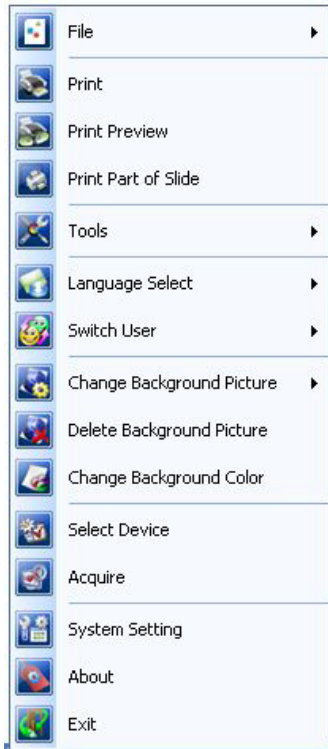 File
Print
Print Preview
Print Part of Slide
Tools
Language Select
Switch User
Change Background Picture
Delete Background Picture
Change Background Color
Select Device
Acquire
System Setting
About
Exit